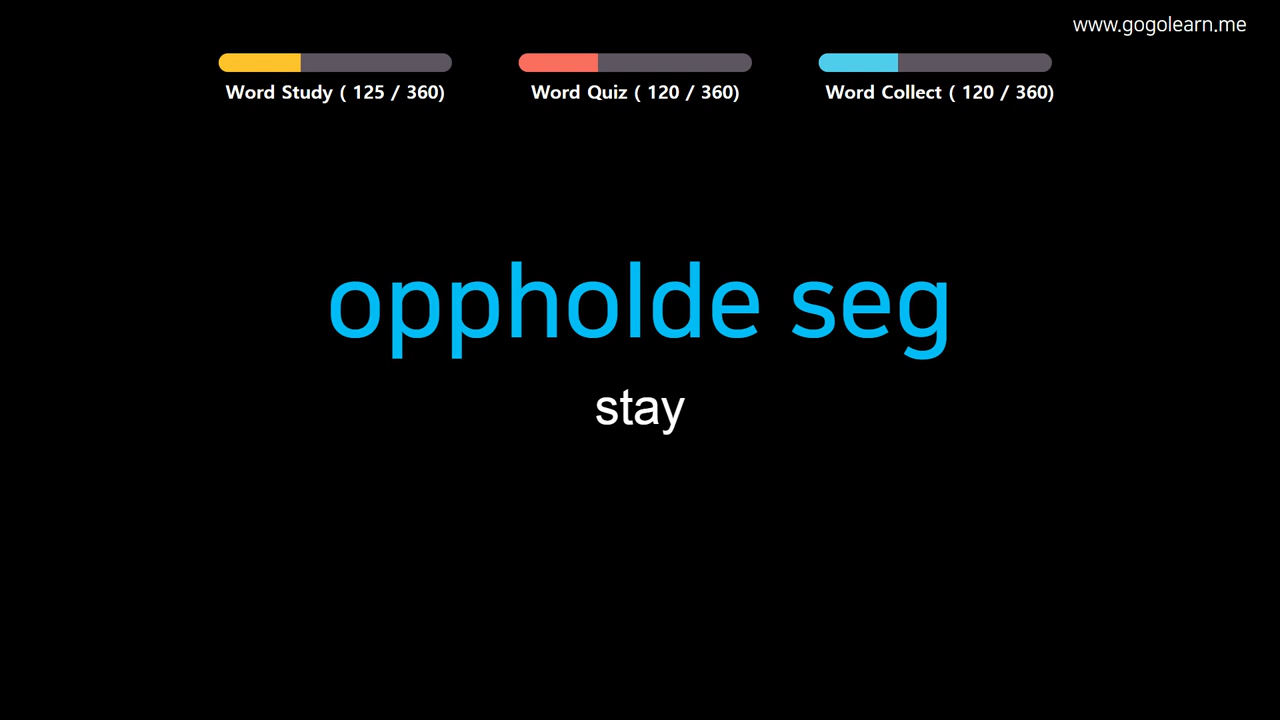 www.gogolearn.me
Word Study ( 125 / 360)
Word Quiz ( 120 / 360)
Word Collect ( 120 / 360)
oppholde seg
stay